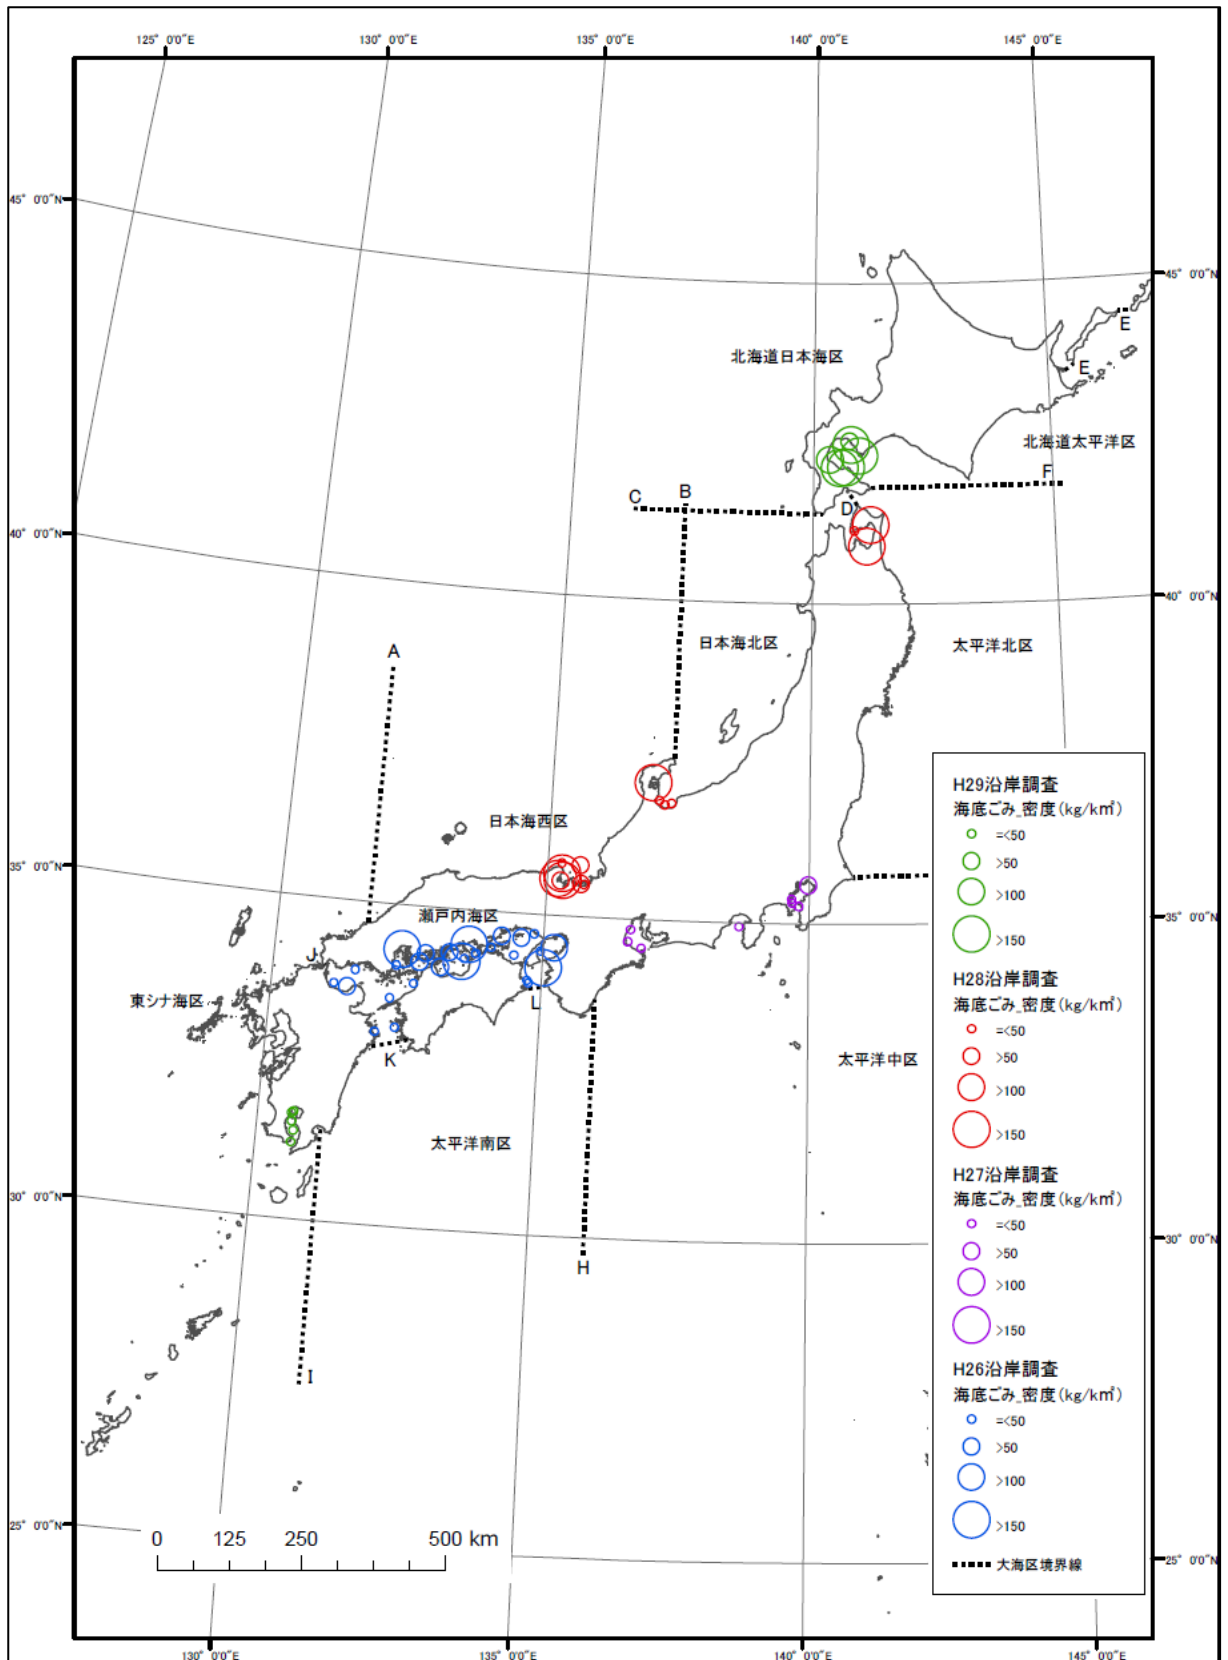 125° 0'0"E
130° 0'0"E
135° 0'0"E
140° 0'0"E
145° 0'0"E
45° 0'0"N
45° 0'0"N
E
北海道日本海区
E
北海道太平洋区
F
B
C
D
40° 0'0"N
40° 0'0"N
日本海北区
太平洋北区
A
日本海西区
35° 0'0"N
35° 0'0"N
瀬戸内海区
J
東シナ海区
L
K
太平洋中区
太平洋南区
30° 0'0"N
30° 0'0"N
H
I
25° 0'0"N
25° 0'0"N
0 125 250 500 km
H29沿岸調査
海底ごみ_密度(kg/k㎡)
=<50
>50
>100
>150
H28沿岸調査
海底ごみ_密度(kg/k㎡)
=<50
>50
>100
>150
H27沿岸調査
海底ごみ_密度(kg/k㎡)
=<50
>50
>100
>150
H26沿岸調査
海底ごみ_密度(kg/k㎡)
=<50
>50
>100
>150
大海区境界線
130° 0'0"E
135° 0'0"E
140° 0'0"E
145° 0'0"E